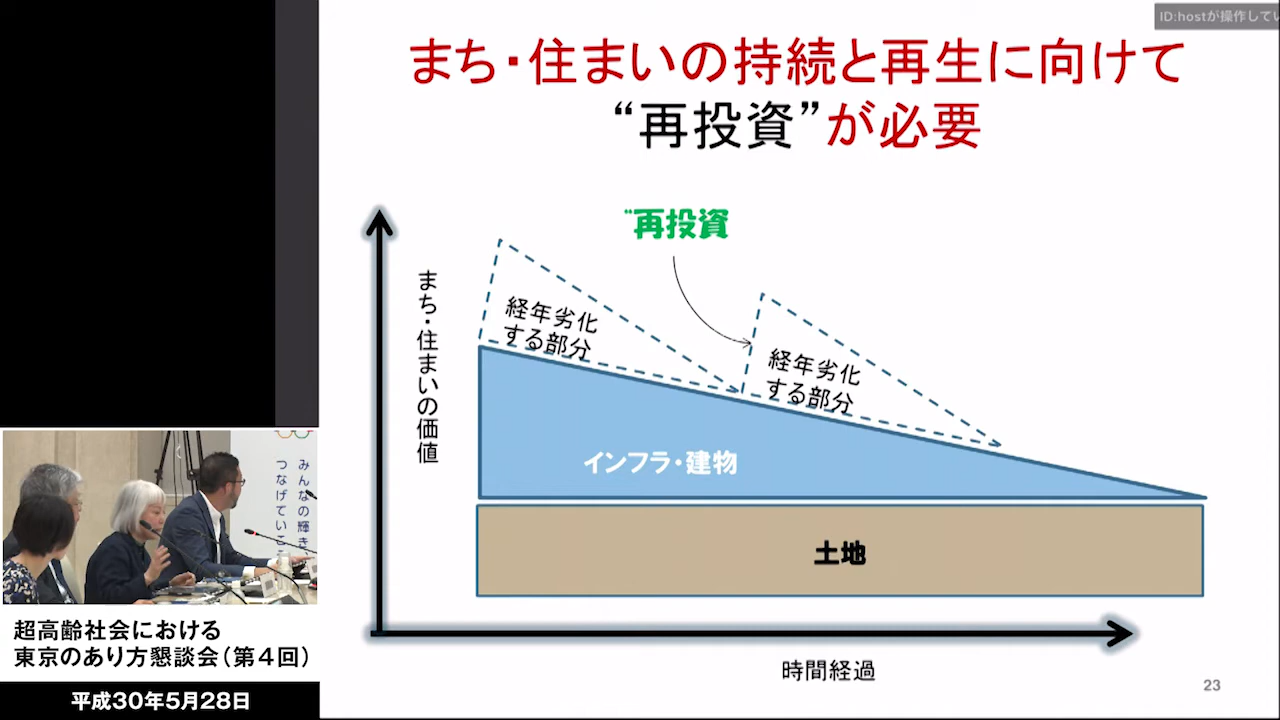 ID:hostが操作してい
まち・住まいの持続と再生に向けて
“再投資”が必要
“再投資
まち・住まいの価値
経年劣化
する部分
経年劣化
する部分
インフラ・建物
土地
時間経過
23
みんなの輝き、
つなげていこう
超高齢社会における
東京のあり方懇談会(第4回)
平成30年5月28日